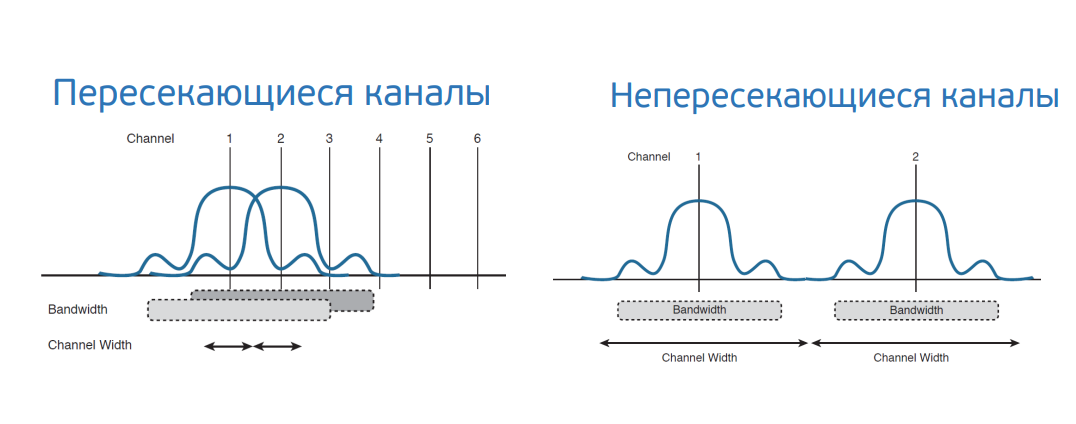 Пересекающиеся каналы
Channel 1 2 3 4 5 6
Bandwidth
Channel Width
Непересекающиеся каналы
Channel 1 2
Bandwidth Bandwidth
Channel Width Channel Width